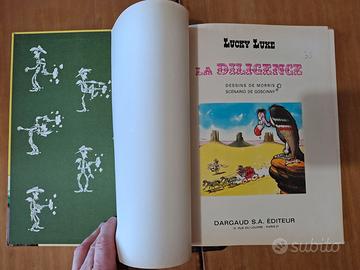 LUCKY LUKE
LA DILIGENCE
DESSINS DE MORRIS
SCÉNARIO DE GOSCINNY
DARGAUD S.A. ÉDITEUR
subito